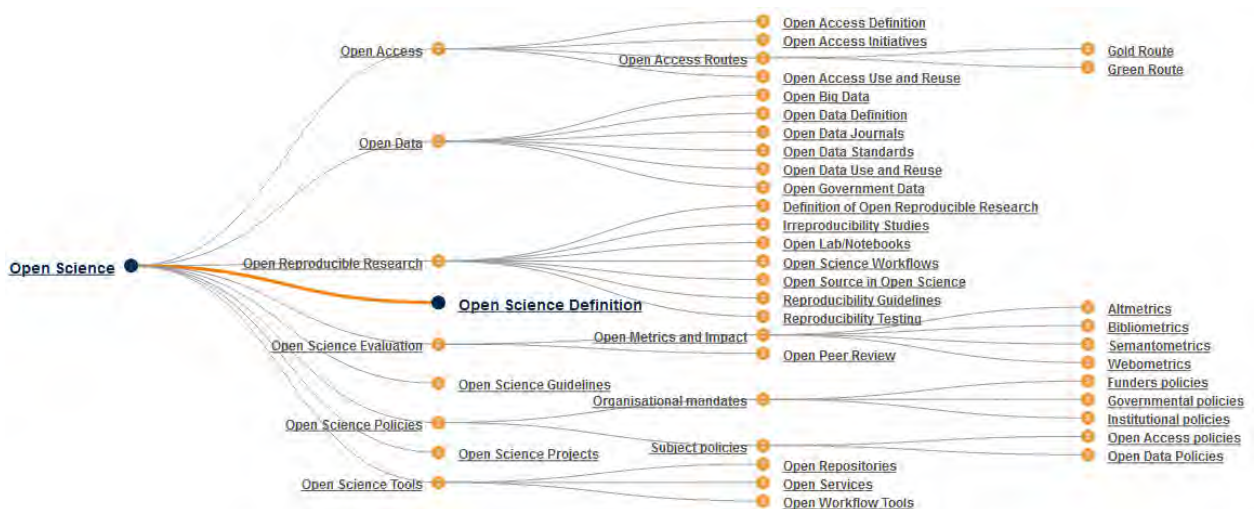 Open Science
Open Access
Open Access Definition
Open Access Initiatives
Open Access Routes
Gold Route
Green Route
Open Access Use and Reuse
Open Data
Open Big Data
Open Data Definition
Open Data Journals
Open Data Standards
Open Data Use and Reuse
Open Government Data
Open Reproducible Research
Definition of Open Reproducible Research
Irreproducibility Studies
Open Lab/Notebooks
Open Science Workflows
Open Source in Open Science
Reproducibility Guidelines
Reproducibility Testing
Open Science Definition
Open Science Evaluation
Open Metrics and Impact
Altmetrics
Bibliometrics
Semantometrics
Webometrics
Open Peer Review
Open Science Guidelines
Open Science Policies
Organisational mandates
Funders policies
Governmental policies
Institutional policies
Subject policies
Open Access policies
Open Data Policies
Open Science Projects
Open Science Tools
Open Repositories
Open Services
Open Workflow Tools